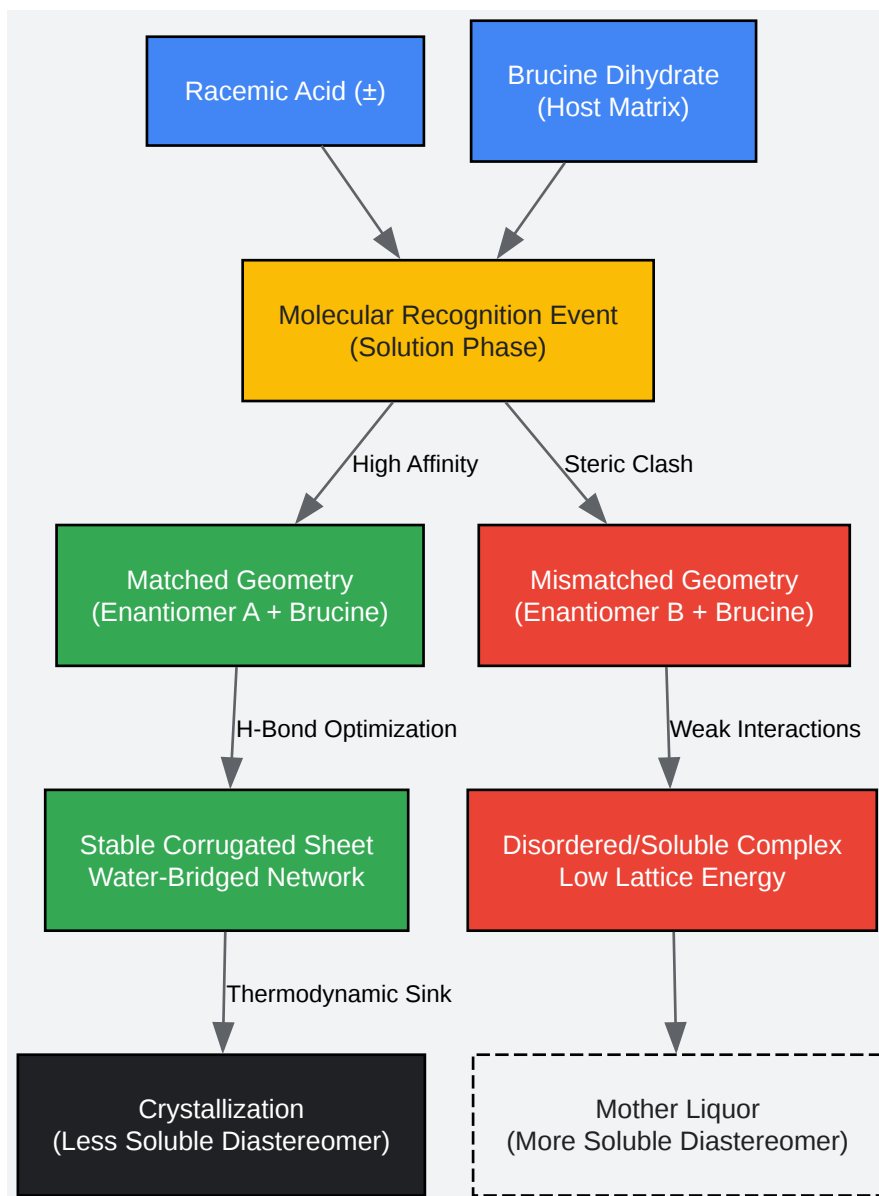 Racemic Acid (±)
Brucine Dihydrate
(Host Matrix)
Molecular Recognition Event
(Solution Phase)
High Affinity
Steric Clash
Matched Geometry
(Enantiomer A + Brucine)
Mismatched Geometry
(Enantiomer B + Brucine)
H-Bond Optimization
Weak Interactions
Stable Corrugated Sheet
Water-Bridged Network
Disordered/Soluble Complex
Low Lattice Energy
Thermodynamic Sink
Crystallization
(Less Soluble Diastereomer)
Mother Liquor
(More Soluble Diastereomer)